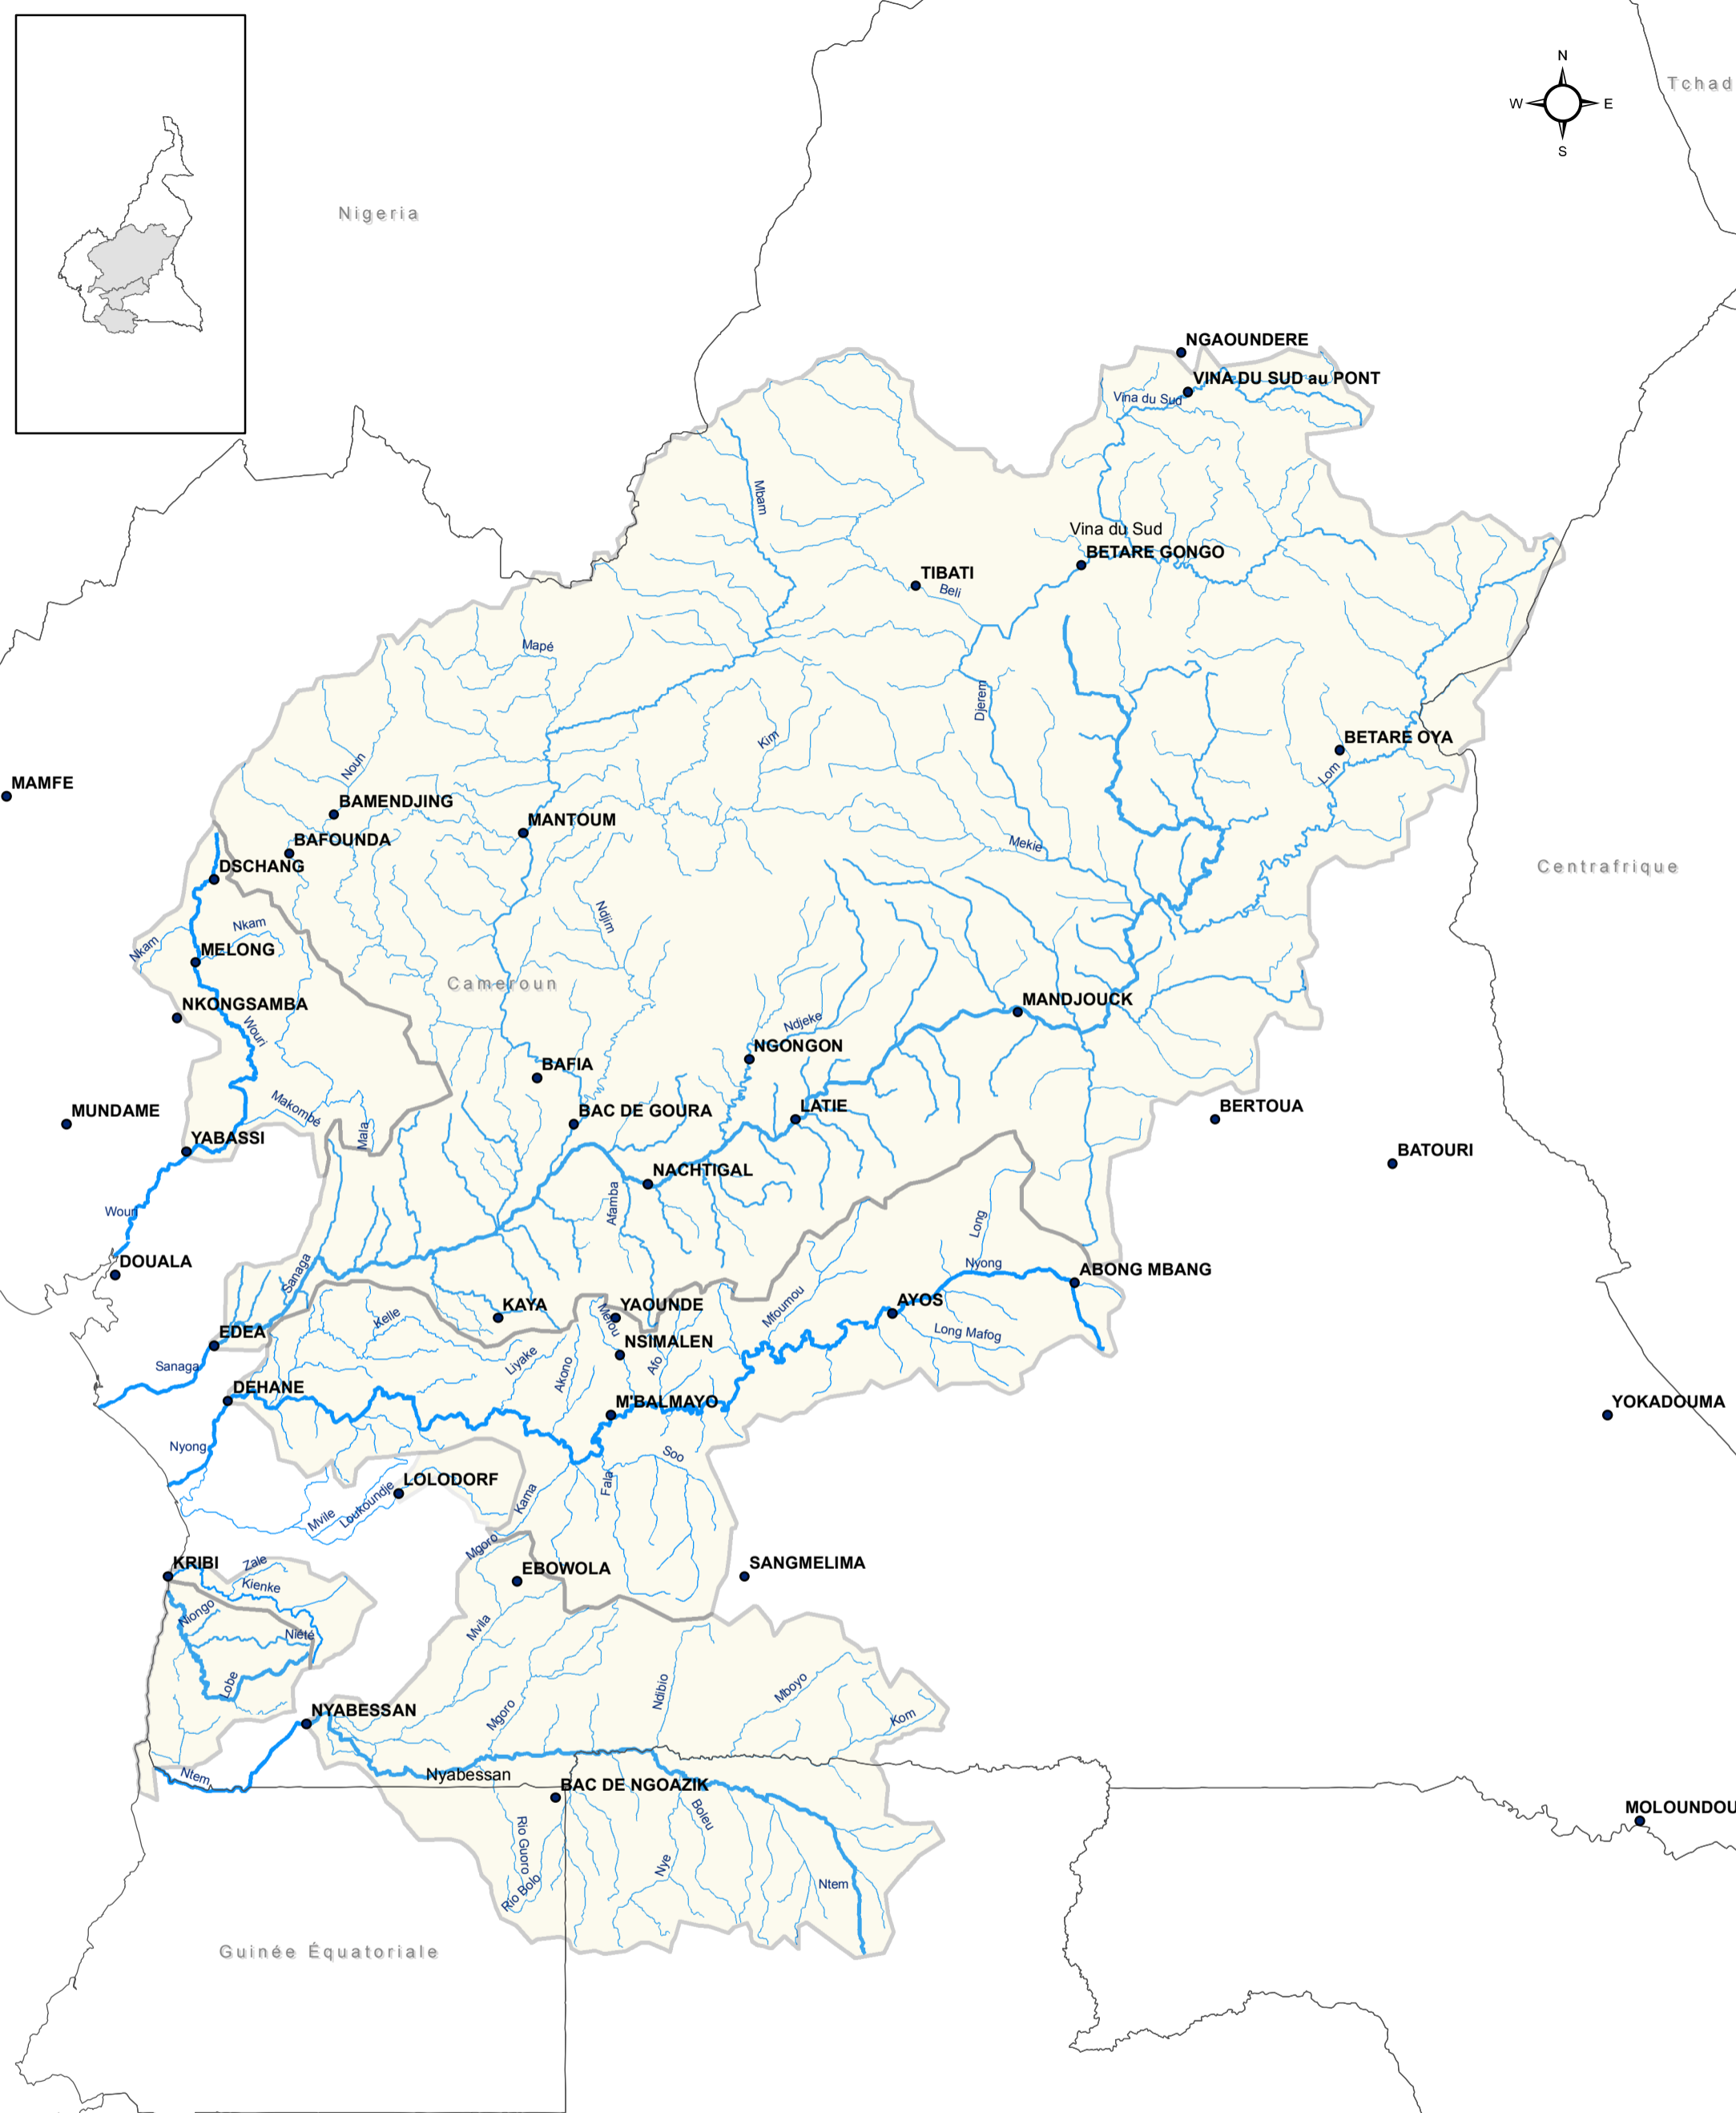 N
Tchad
W
E
S
Nigeria
NGAOUNDERE
VINA DU SUD au PONT
Vina du Sud
Mbam
Vina du Sud
BETARE GONGO
TIBATI
Beli
Mapé
Djerem
BETARE OYA
Kim
Noun
Lom
MAMFE
BAMENDJING
MANTOUM
BAFOUNDA
Mekie
DSCHANG
Centrafrique
Ndjim
Nkam
Nkam
MELONG
Cameroun
NKONGSAMBA
MANDJOUCK
Wouri
Ndjeke
NGONGON
BAFIA
MUNDAME
Makombé
BAC DE GOURA
LATIE
BERTOUA
YABASSI
Mala
BATOURI
NACHTIGAL
Afamba
Wouri
Long
DOUALA
Sanaga
Nyong
ABONG MBANG
KAYA
YAOUNDE
Mfoumou
AYOS
Kelle
Mefou
EDEA
NSIMALEN
Long Mafog
Sanaga
Liyake
Akono
Afo
DEHANE
M'BALMAYO
YOKADOUMA
Nyong
Soo
LOLODORF
Fala
Kama
Mvile
Loukoundje
Mgoro
KRIBI
Zale
EBOWOLA
SANGMELIMA
Kienke
Niongo
Niété
Mvila
Lobe
Ndibio
Mboyo
NYABESSAN
Mgoro
Kom
Ntem
Nyabessan
BAC DE NGOAZIK
MOLOUNDOU
Boleu
Rio Guoro
Nye
Rio Bolo
Ntem
Guinée Équatoriale